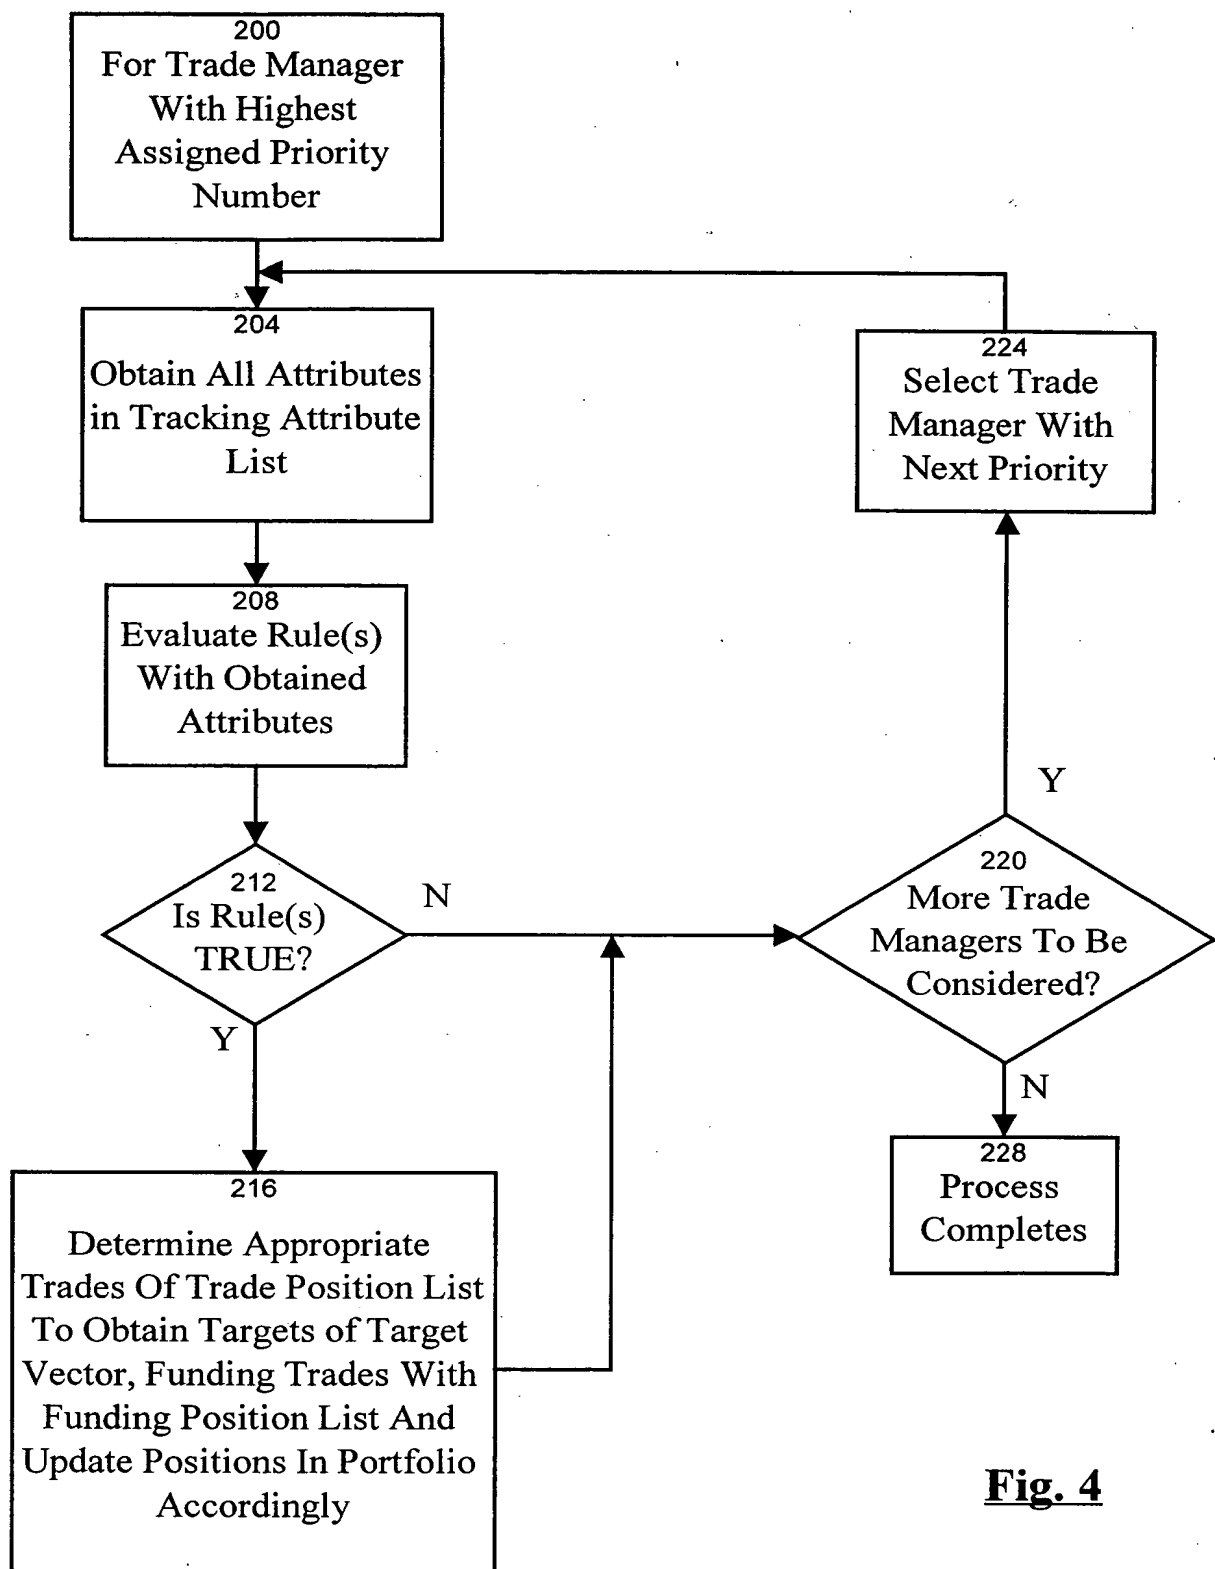 200
For Trade Manager
With Highest
Assigned Priority
Number
204
Obtain All Attributes
in Tracking Attribute
List
224
Select Trade
Manager With
Next Priority
208
Evaluate Rule(s)
With Obtained
Attributes
Y
212
Is Rule(s)
TRUE?
N
Y
220
More Trade
Managers To Be
Considered?
N
228
Process
Completes
216
Determine Appropriate
Trades Of Trade Position List
To Obtain Targets of Target
Vector, Funding Trades With
Funding Position List And
Update Positions In Portfolio
Accordingly
Fig. 4